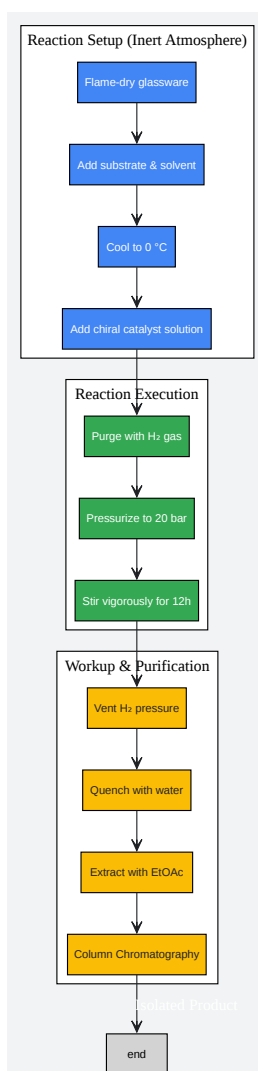 Reaction Setup (Inert Atmosphere)
Flame-dry glassware
Add substrate & solvent
Cool to 0 °C
Add chiral catalyst solution
Reaction Execution
Purge with H₂ gas
Pressurize to 20 bar
Stir vigorously for 12h
Workup & Purification
Vent H₂ pressure
Quench with water
Extract with EtOAc
Column Chromatography
Isolated Product
end